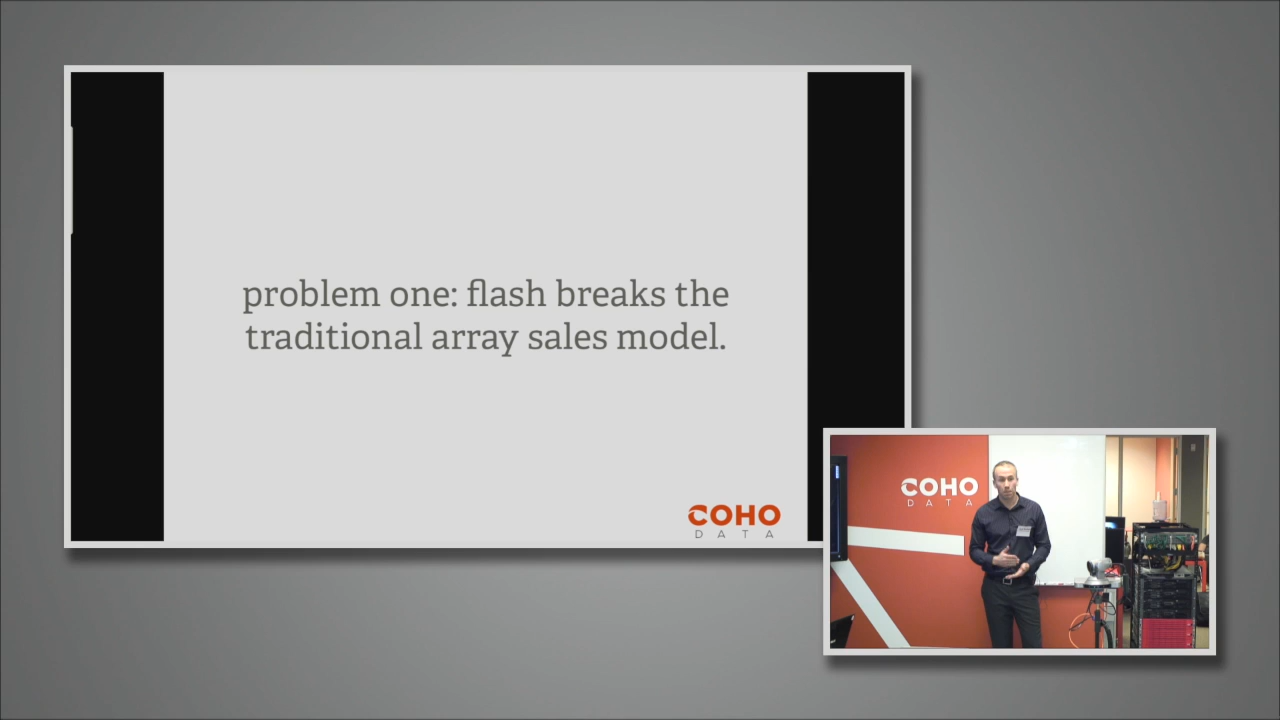 problem one: flash breaks the
traditional array sales model.
COHO
DATA
COHO
DATA